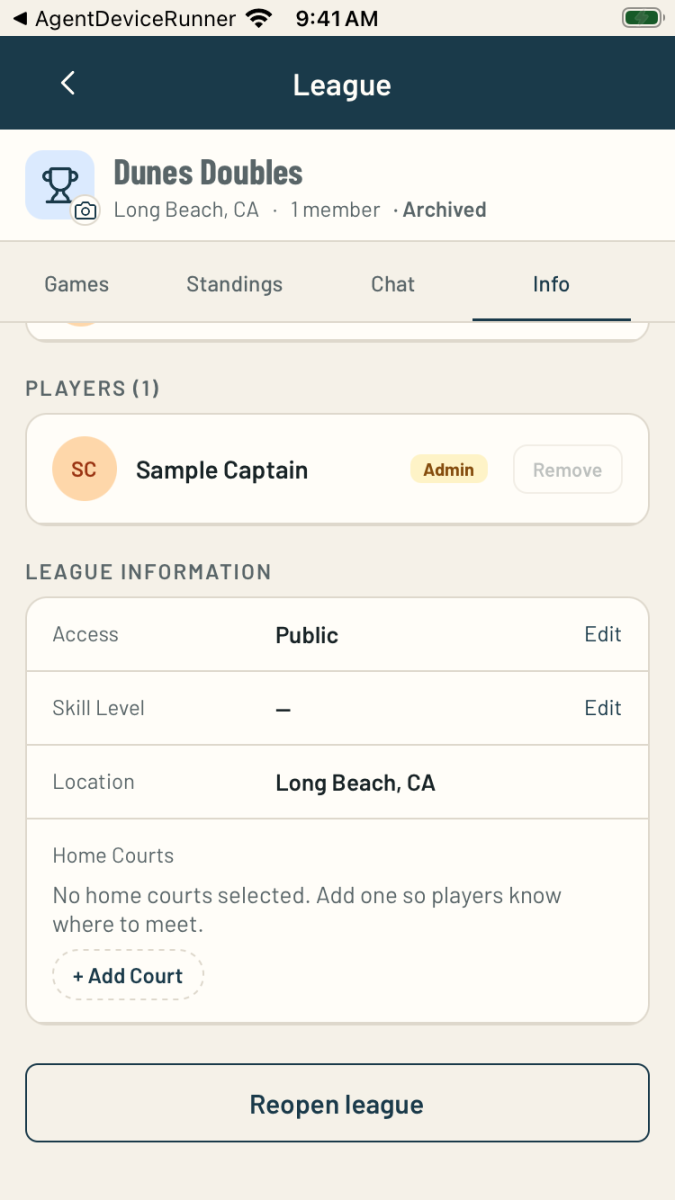 ◀ AgentDeviceRunner 9:41 AM
League
Dunes Doubles
Long Beach, CA · 1 member · Archived
Games Standings Chat Info
PLAYERS (1)
SC Sample Captain Admin Remove
LEAGUE INFORMATION
Access Public Edit
Skill Level – Edit
Location Long Beach, CA
Home Courts
No home courts selected. Add one so players know
where to meet.
+ Add Court
Reopen league